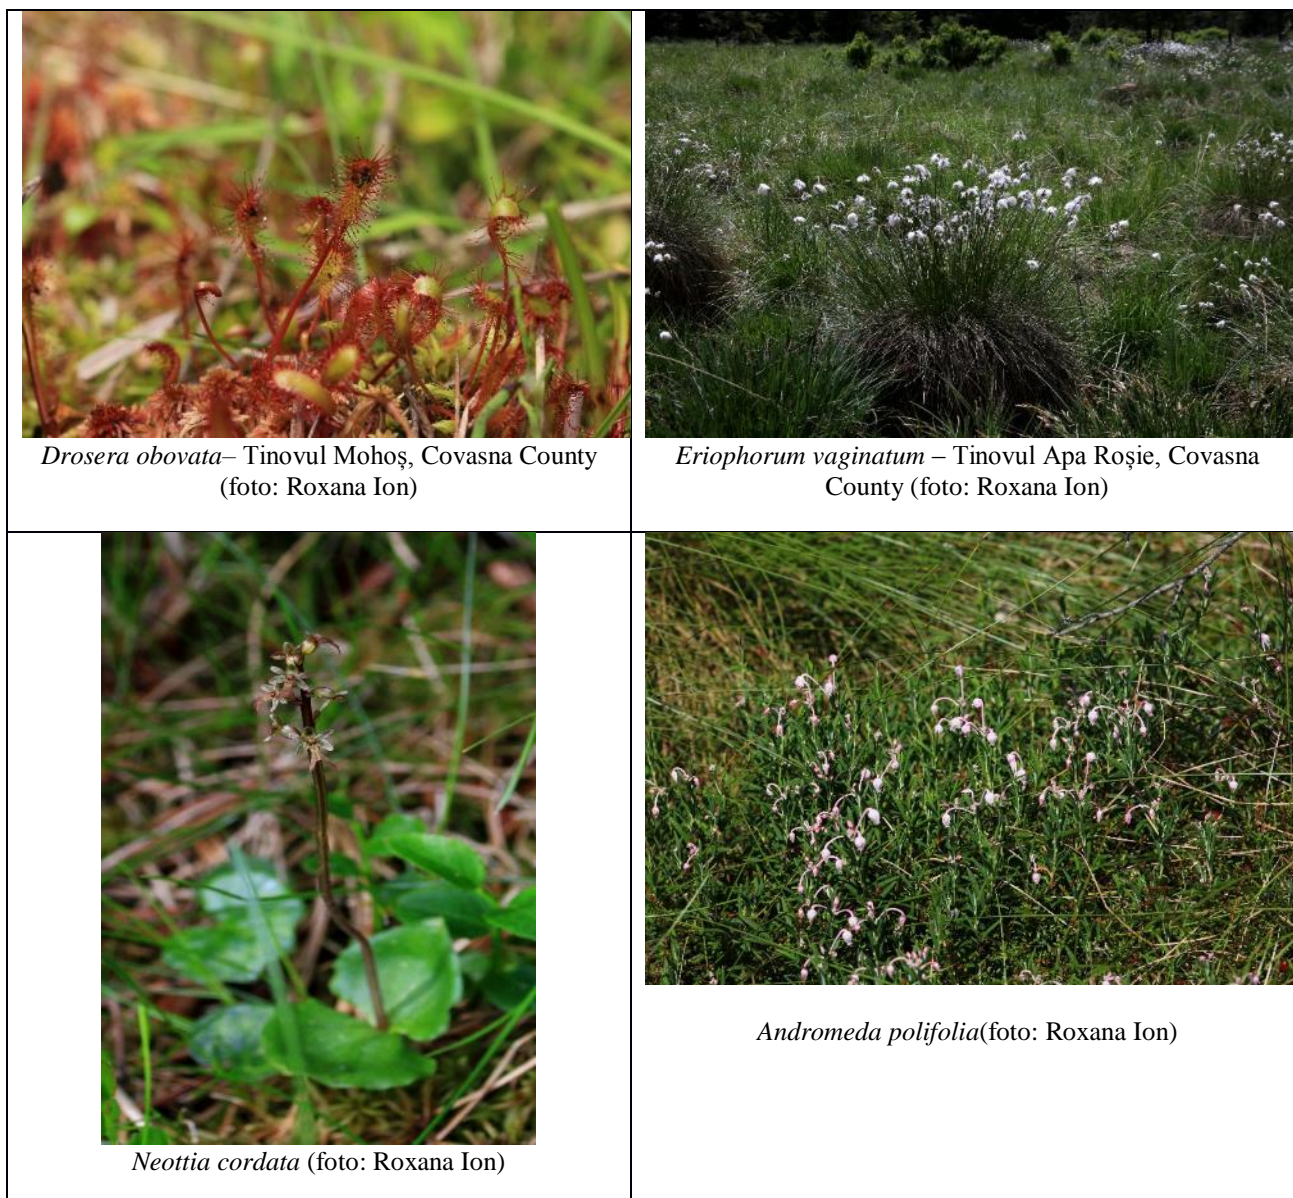 Drosera obovata– Tinovul Mohoș, Covasna County
(foto: Roxana Ion)
Eriophorum vaginatum – Tinovul Apa Roșie, Covasna
County (foto: Roxana Ion)
Neottia cordata (foto: Roxana Ion)
Andromeda polifolia(foto: Roxana Ion)